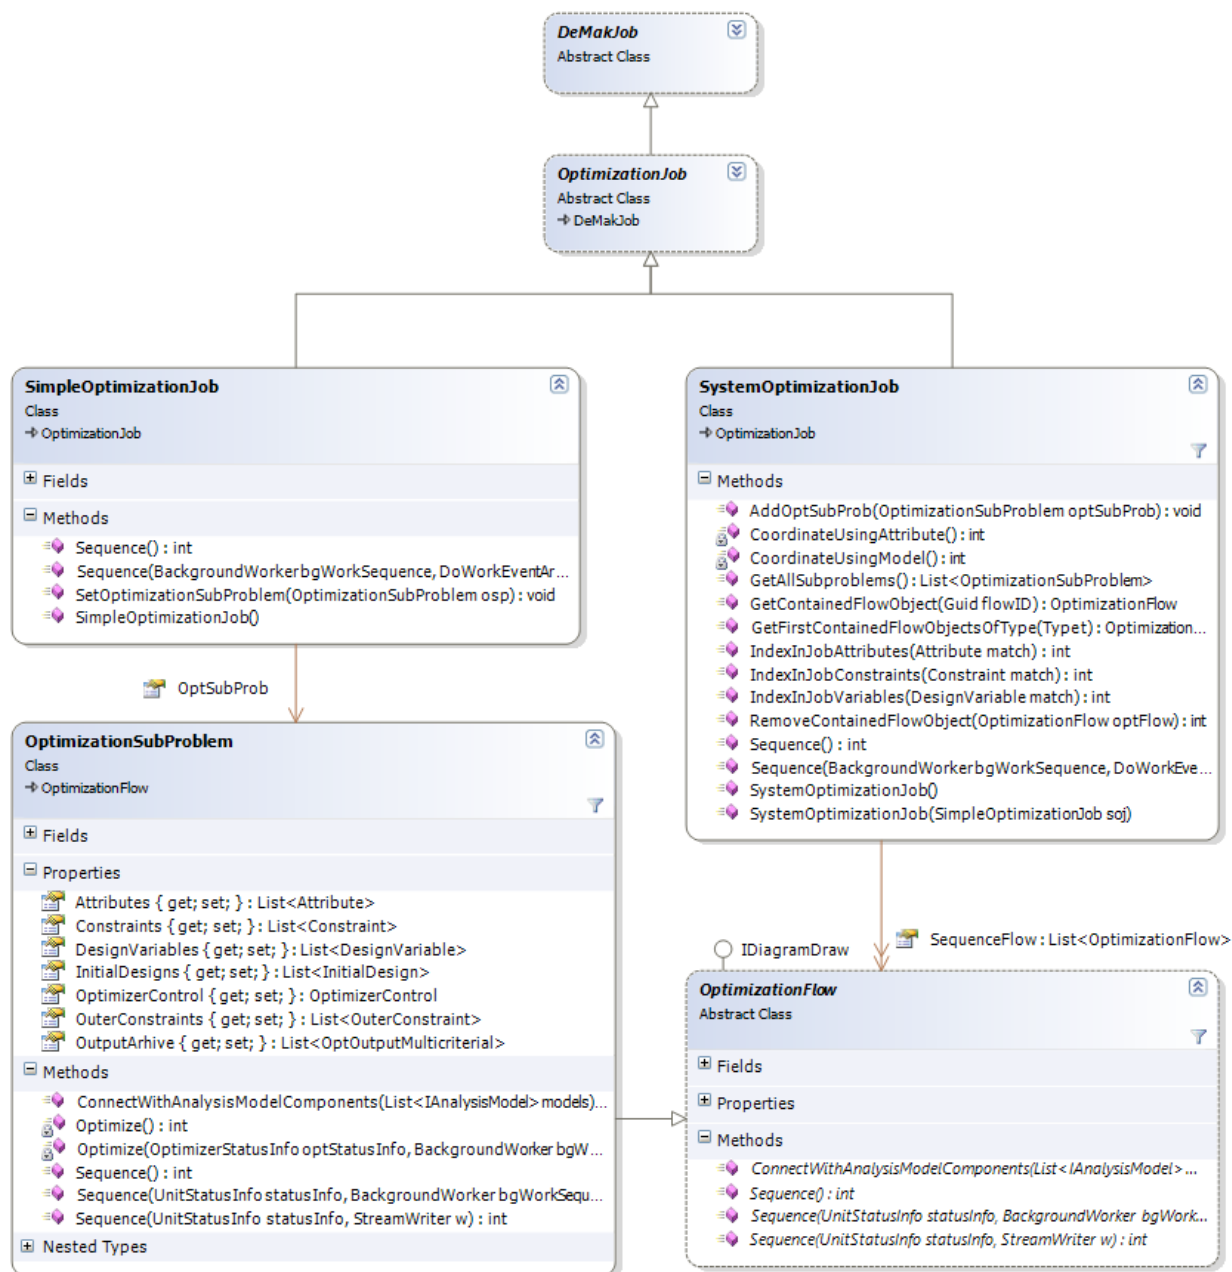 DeMakJob
Abstract Class
OptimizationJob
Abstract Class
DeMakJob
SimpleOptimizationJob
Class
OptimizationJob
Fields
Methods
Sequence() : int
Sequence(BackgroundWorker bgWorkSequence, DoWorkEventAr...
SetOptimizationSubProblem(OptimizationSubProblem osp) : void
SimpleOptimizationJob()
OptSubProb
SystemOptimizationJob
Class
OptimizationJob
Methods
AddOptSubProb(OptimizationSubProblem optSubProb) : void
CoordinateUsingAttribute() : int
CoordinateUsingModel() : int
GetAllSubproblems() : List<OptimizationSubProblem>
GetContainedFlowObject(Guid flowID) : OptimizationFlow
GetFirstContainedFlowObjectsOfType(Type t) : Optimization...
IndexInJobAttributes(Attribute match) : int
IndexInJobConstraints(Constraint match) : int
IndexInJobVariables(DesignVariable match) : int
RemoveContainedFlowObject(OptimizationFlow optFlow) : int
Sequence() : int
Sequence(BackgroundWorker bgWorkSequence, DoWorkEve...
SystemOptimizationJob()
SystemOptimizationJob(SimpleOptimizationJob soj)
OptimizationSubProblem
Class
OptimizationFlow
Fields
Properties
Attributes { get; set; } : List<Attribute>
Constraints { get; set; } : List<Constraint>
DesignVariables { get; set; } : List<DesignVariable>
InitialDesigns { get; set; } : List<InitialDesign>
OptimizerControl { get; set; } : OptimizerControl
OuterConstraints { get; set; } : List<OuterConstraint>
OutputArhive { get; set; } : List<OptOutputMulticriterial>
Methods
ConnectWithAnalysisModelComponents(List<IAnalysisModel> models)...
Optimize() : int
Optimize(OptimizerStatusInfo optStatusInfo, BackgroundWorker bgW...
Sequence() : int
Sequence(UnitStatusInfo statusInfo, BackgroundWorker bgWorkSequ...
Sequence(UnitStatusInfo statusInfo, StreamWriter w) : int
Nested Types
SequenceFlow : List<OptimizationFlow>
IDiagramDraw
OptimizationFlow
Abstract Class
Fields
Properties
Methods
ConnectWithAnalysisModelComponents(List<IAnalysisModel> ...
Sequence() : int
Sequence(UnitStatusInfo statusInfo, BackgroundWorker bgWork...
Sequence(UnitStatusInfo statusInfo, StreamWriter w) : int